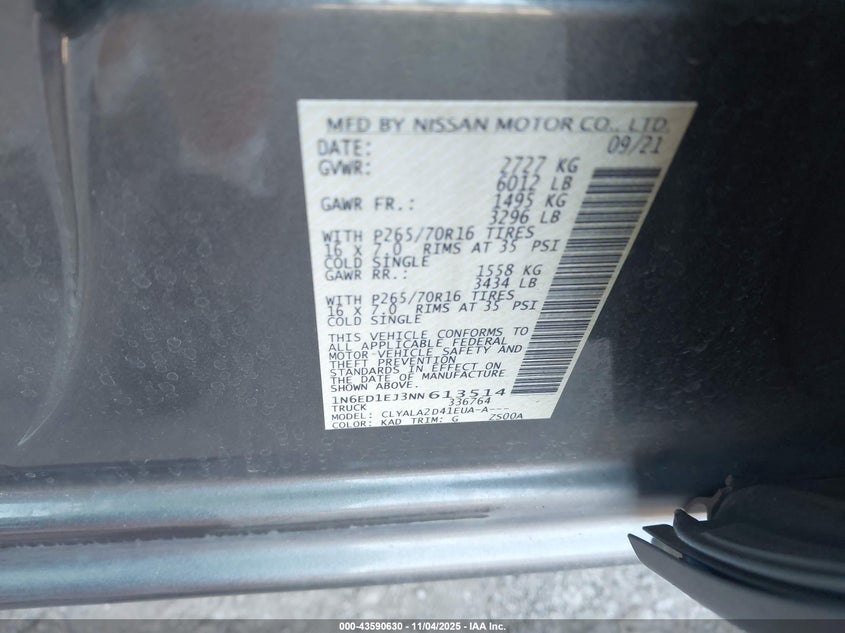 MFD BY NISSAN MOTOR CO., LTD.
DATE: 09/21
GVWR: 2727 KG
6012 LB
GAWR FR.: 1495 KG
3296 LB
WITH P265/70R16 TIRES
16 X 7.0 RIMS AT 35 PSI
COLD SINGLE
GAWR RR.: 1558 KG
3434 LB
WITH P265/70R16 TIRES
16 X 7.0 RIMS AT 35 PSI
COLD SINGLE
THIS VEHICLE CONFORMS TO
ALL APPLICABLE FEDERAL
MOTOR-VEHICLE SAFETY AND
THEFT PREVENTION
STANDARDS IN EFFECT ON
THE DATE OF MANUFACTURE
SHOWN ABOVE.
1N6ED1EJ3NN613514
TRUCK 336764
MODEL: CLYALA2D41EUA-A---
COLOR: KAD TRIM: G ZS00A
000-43590630 - 11/04/2025 - IAA Inc.